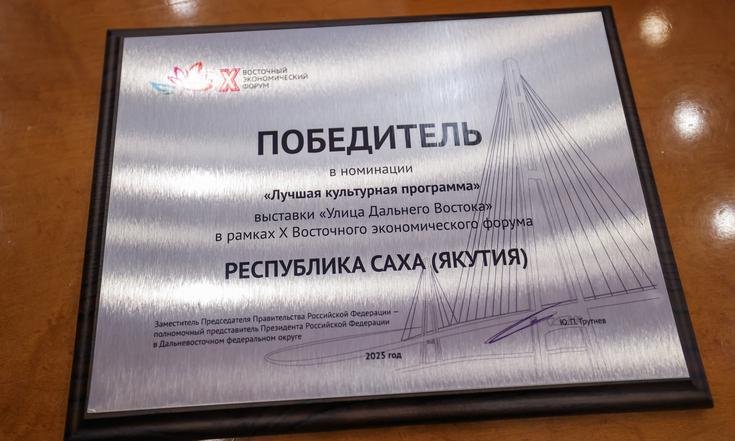 X
ВОСТОЧНЫЙ
ЭКОНОМИЧЕСКИЙ
ФОРУМ
ПОБЕДИТЕЛЬ
в номинации
«Лучшая культурная программа»
выставки «Улица Дальнего Востока»
в рамках X Восточного экономического форума
РЕСПУБЛИКА САХА (ЯКУТИЯ)
Заместитель Председателя Правительства Российской Федерации –
полномочный представитель Президента Российской Федерации
в Дальневосточном федеральном округе
Ю.П. Трутнев
2025 год